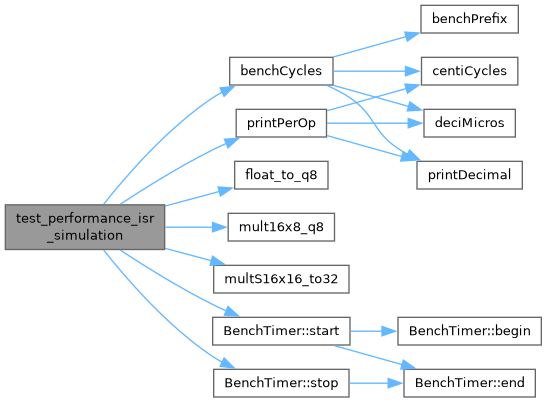 test_performance_isr
_simulation
benchCycles
printPerOp
float_to_q8
mult16x8_q8
multS16x16_to32
BenchTimer::start
BenchTimer::stop
benchPrefix
centiCycles
deciMicros
printDecimal
BenchTimer::begin
BenchTimer::end